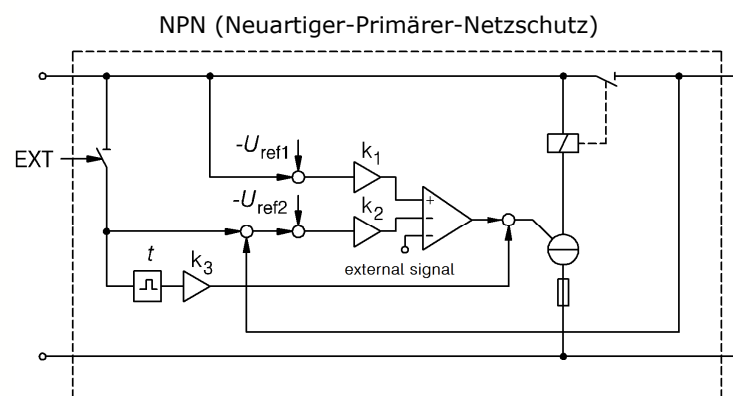 NPN (Neuartiger-Primärer-Netzschutz)
EXT
-Uref1
k1
-Uref2
k2
+
−
−
t
k3
external signal